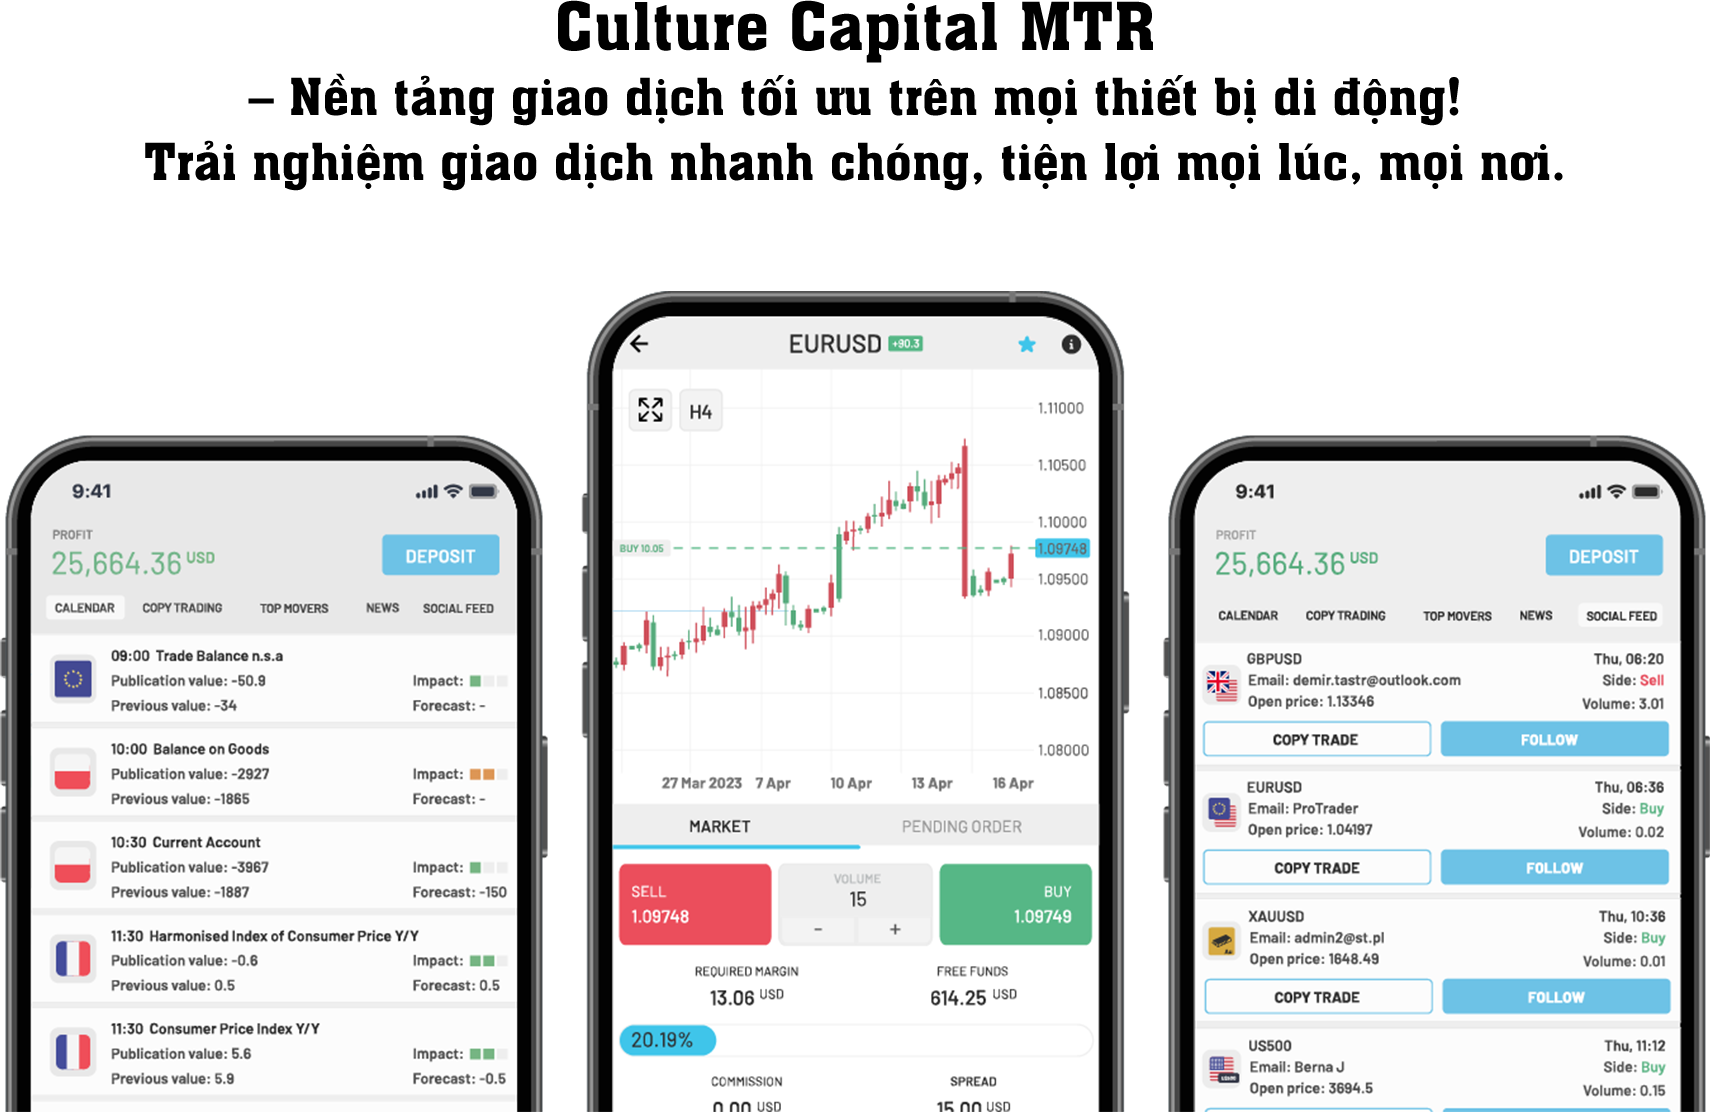 Culture Capital MTR
– Nền tảng giao dịch tối ưu trên mọi thiết bị di động!
Trải nghiệm giao dịch nhanh chóng, tiện lợi mọi lúc, mọi nơi.
9:41
PROFIT
25,664.36 USD
DEPOSIT
CALENDAR COPY TRADING TOP MOVERS NEWS SOCIAL FEED
09:00 Trade Balance n.s.a
Publication value: -50.9 Impact:
Previous value: -34 Forecast: -
10:00 Balance on Goods
Publication value: -2927 Impact:
Previous value: -1865 Forecast: -
10:30 Current Account
Publication value: -3967 Impact:
Previous value: -1887 Forecast: -150
11:30 Harmonised Index of Consumer Price Y/Y
Publication value: -0.6 Impact:
Previous value: 0.5 Forecast: 0.5
11:30 Consumer Price Index Y/Y
Publication value: 5.6 Impact:
Previous value: 5.9 Forecast: -0.5
EURUSD +90.3
H4
1.11000
1.10500
1.10000
BUY 10.05 1.09748
1.09500
1.09000
1.08500
1.08000
27 Mar 2023 7 Apr 10 Apr 13 Apr 16 Apr
MARKET PENDING ORDER
SELL VOLUME BUY
1.09748 15 1.09749
- +
REQUIRED MARGIN FREE FUNDS
13.06 USD 614.25 USD
20.19%
COMMISSION SPREAD
0.00 USD 15.00 USD
9:41
PROFIT
25,664.36 USD
DEPOSIT
CALENDAR COPY TRADING TOP MOVERS NEWS SOCIAL FEED
GBPUSD Thu, 06:20
Email: demir.tastr@outlook.com Side: Sell
Open price: 1.13346 Volume: 3.01
COPY TRADE FOLLOW
EURUSD Thu, 06:36
Email: ProTrader Side: Buy
Open price: 1.04197 Volume: 0.02
COPY TRADE FOLLOW
XAUUSD Thu, 10:36
Email: admin2@st.pl Side: Buy
Open price: 1648.49 Volume: 0.01
COPY TRADE FOLLOW
US500 Thu, 11:12
Email: Berna J Side: Buy
Open price: 3694.5 Volume: 0.15